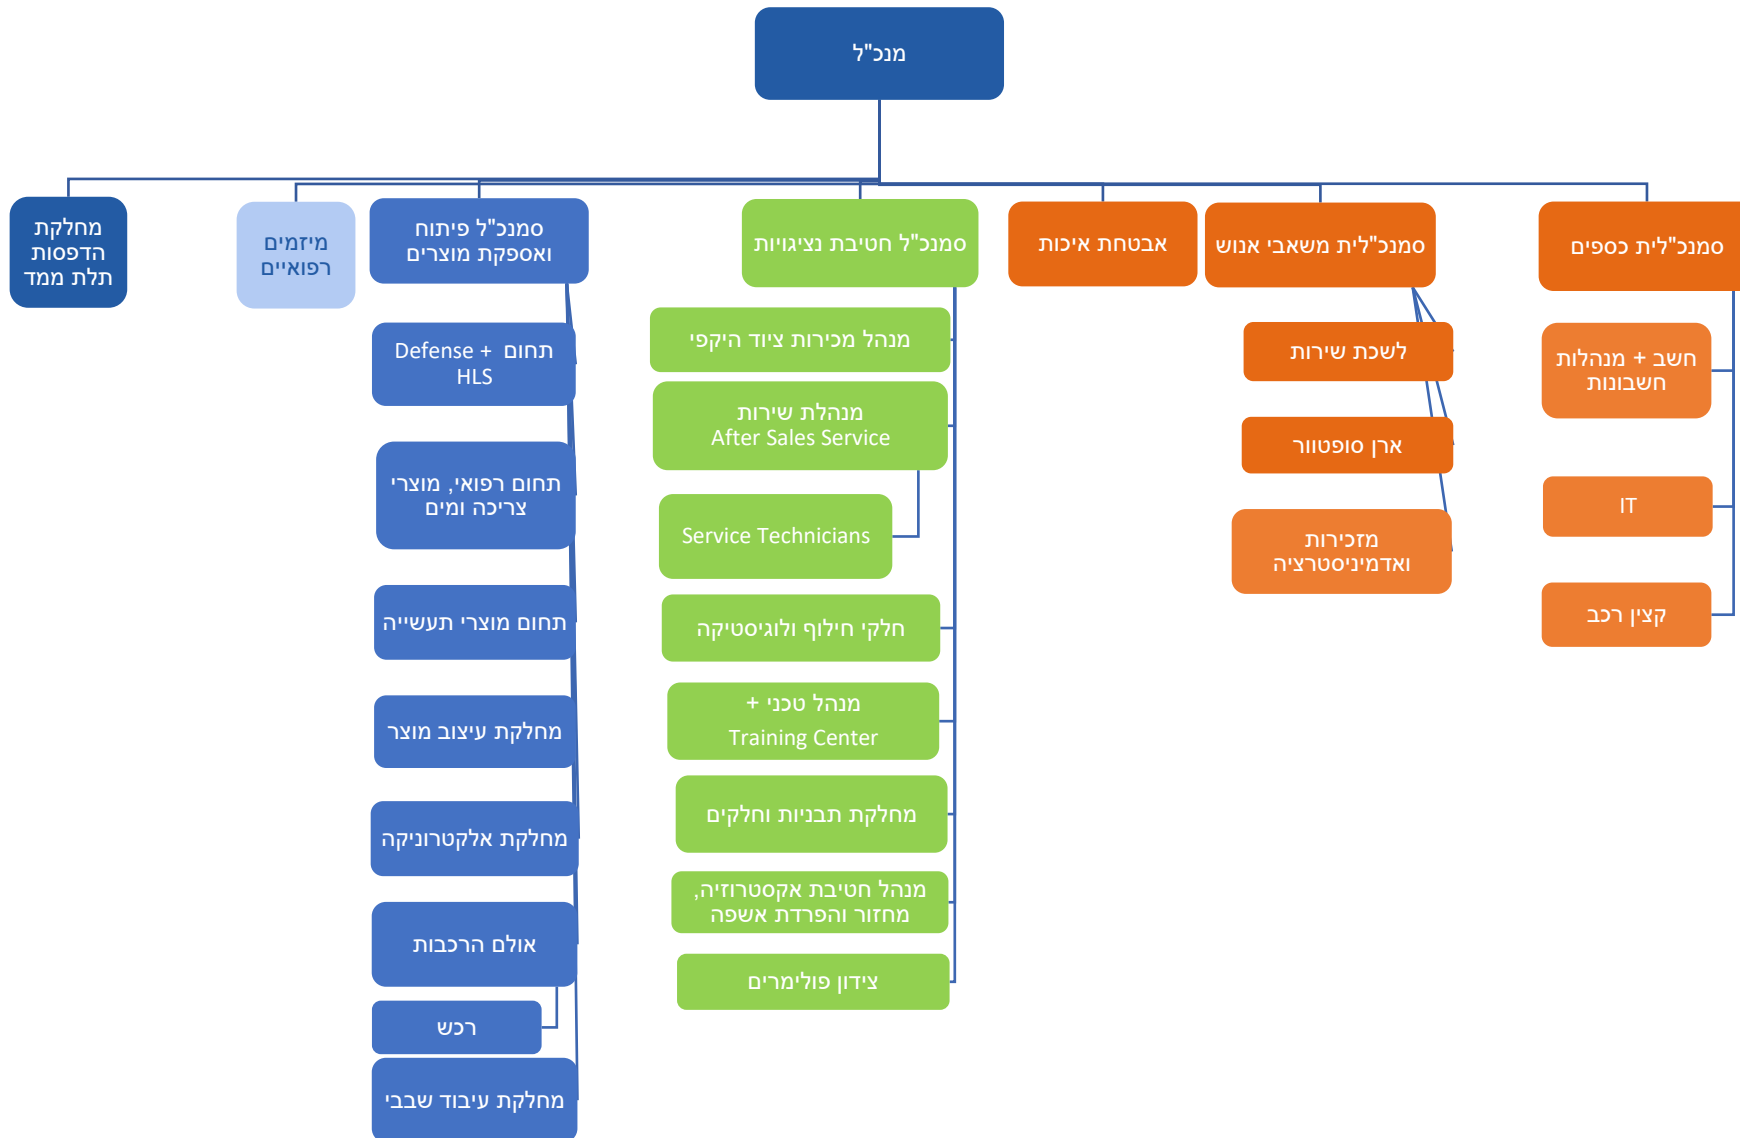 מנכ"ל
סמנכ"לית כספים
חשב + מנהלות
חשבונות
IT
קצין רכב
סמנכ"לית משאבי אנוש
לשכת שירות
ארן סופטוור
מזכירות
ואדמיניסטרציה
אבטחת איכות
סמנכ"ל חטיבת נציגויות
מנהל מכירות ציוד היקפי
מנהלת שירות
After Sales Service
Service Technicians
חלקי חילוף ולוגיסטיקה
מנהל טכני +
Training Center
מחלקת תבניות וחלקים
מנהל חטיבת אקסטרוזיה,
מחזור והפרדת אשפה
צידון פולימרים
סמנכ"ל פיתוח
ואספקת מוצרים
תחום Defense +
HLS
תחום רפואי, מוצרי
צריכה ומים
תחום מוצרי תעשייה
מחלקת עיצוב מוצר
מחלקת אלקטרוניקה
אולם הרכבות
רכש
מחלקת עיבוד שבבי
מיזמים
רפואיים
מחלקת
הדפסות
תלת ממד